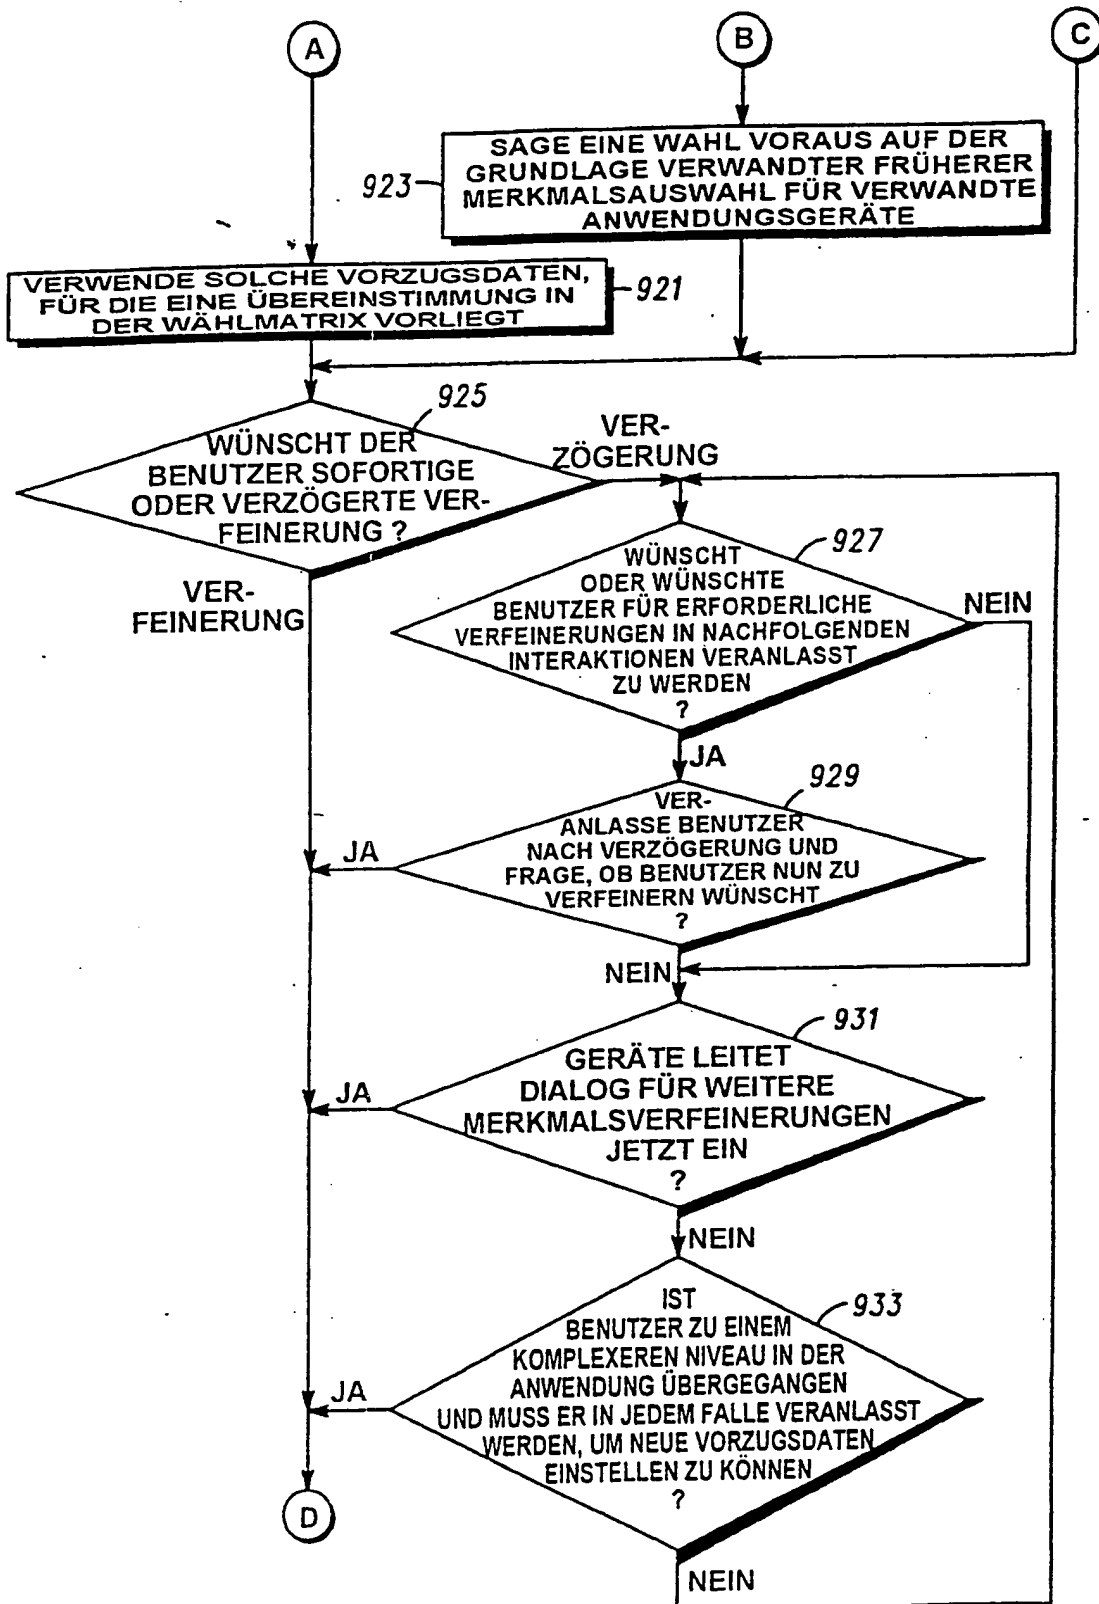 A
B
C
SAGE EINE WAHL VORAUS AUF DER
GRUNDLAGE VERWANDTER FRÜHERER
MERKMALSAUSWAHL FÜR VERWANDTE
ANWENDUNGSGERÄTE
923
VERWENDE SOLCHE VORZUGSDATEN,
FÜR DIE EINE ÜBEREINSTIMMUNG IN
DER WÄHLMATRIX VORLIEGT
921
925
WÜNSCHT DER
BENUTZER SOFORTIGE
ODER VERZÖGERTE VER-
FEINERUNG ?
VER-
ZÖGERUNG
VER-
FEINERUNG
927
WÜNSCHT
ODER WÜNSCHTE
BENUTZER FÜR ERFORDERLICHE
VERFEINERUNGEN IN NACHFOLGENDEN
INTERAKTIONEN VERANLASST
ZU WERDEN
?
NEIN
JA
929
VER-
ANLASSE BENUTZER
NACH VERZÖGERUNG UND
FRAGE, OB BENUTZER NUN ZU
VERFEINERN WÜNSCHT
?
JA
NEIN
931
GERÄTE LEITET
DIALOG FÜR WEITERE
MERKMALSVERFEINERUNGEN
JETZT EIN
?
JA
NEIN
933
IST
BENUTZER ZU EINEM
KOMPLEXEREN NIVEAU IN DER
ANWENDUNG ÜBERGEGANGEN
UND MUSS ER IN JEDEM FALLE VERANLASST
WERDEN, UM NEUE VORZUGSDATEN
EINSTELLEN ZU KÖNNEN
?
JA
D
NEIN